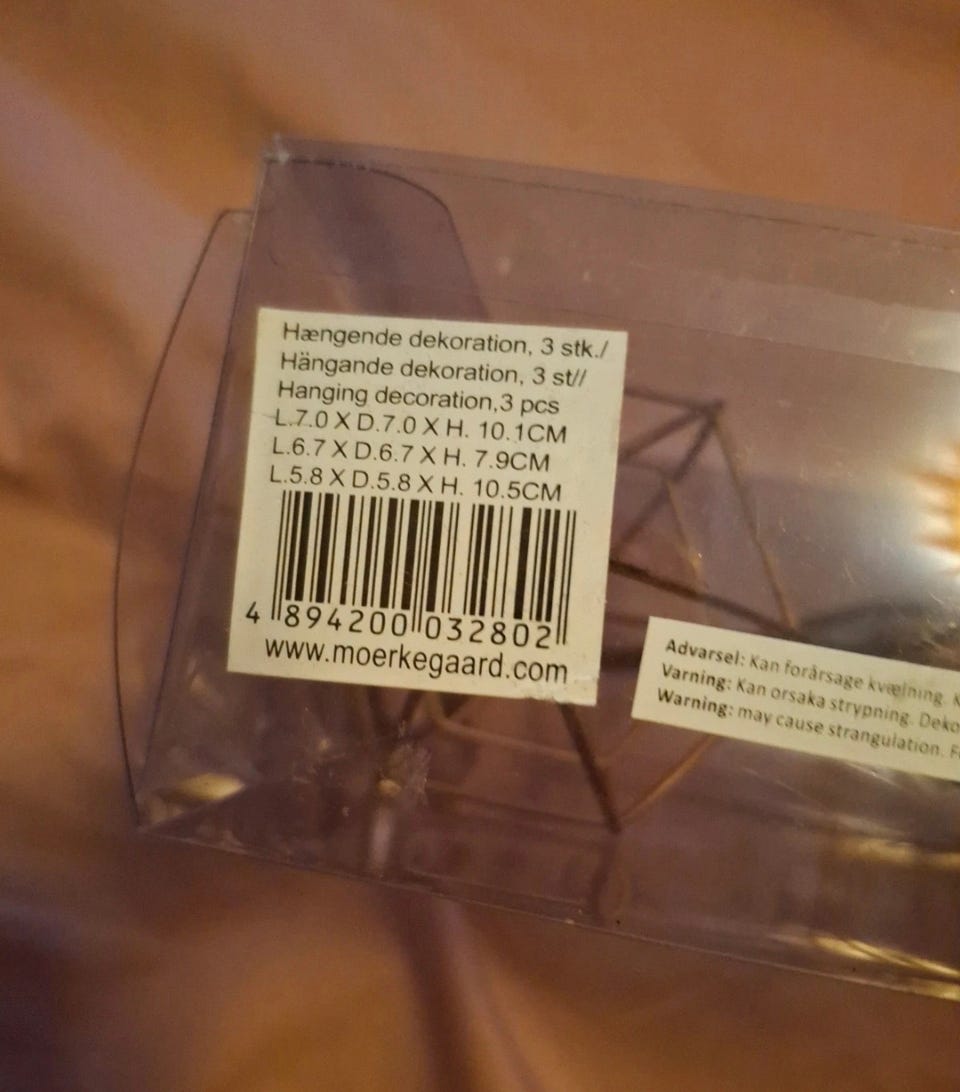 Hængende dekoration, 3 stk./
Hängande dekoration, 3 st//
Hanging decoration,3 pcs
L.7.0 X D.7.0 X H. 10.1CM
L.6.7 X D.6.7 X H. 7.9CM
L.5.8 X D.5.8 X H. 10.5CM
4 894200 032802
www.moerkegaard.com
Advarsel: Kan forårsage kvælning. K
Varning: Kan orsaka strypning. Deko
Warning: may cause strangulation. F